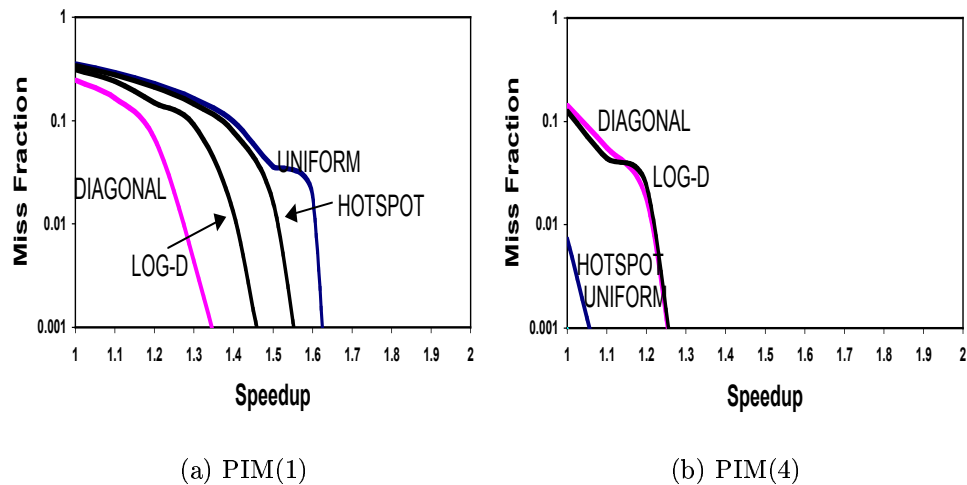 1
0.1
0.01
0.001
Miss Fraction
UNIFORM
DIAGONAL
HOTSPOT
LOG-D
1 1.1 1.2 1.3 1.4 1.5 1.6 1.7 1.8 1.9 2
Speedup
(a) PIM(1)
1
0.1
0.01
0.001
Miss Fraction
DIAGONAL
LOG-D
HOTSPOT
UNIFORM
1 1.1 1.2 1.3 1.4 1.5 1.6 1.7 1.8 1.9 2
Speedup
(b) PIM(4)